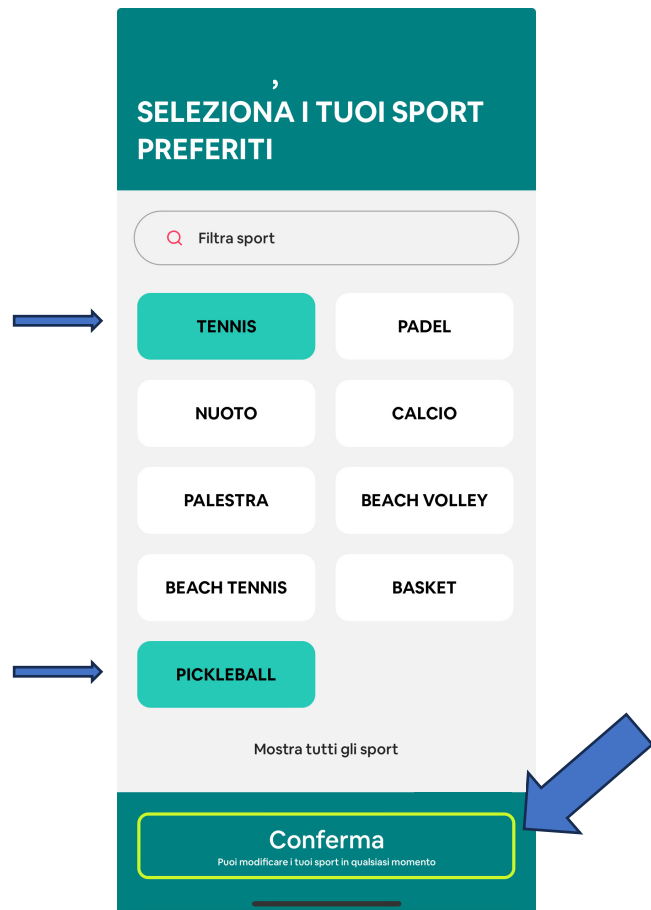 ,
SELEZIONA I TUOI SPORT
PREFERITI
Filtra sport
TENNIS
PADEL
NUOTO
CALCIO
PALESTRA
BEACH VOLLEY
BEACH TENNIS
BASKET
PICKLEBALL
Mostra tutti gli sport
Conferma
Puoi modificare i tuoi sport in qualsiasi momento